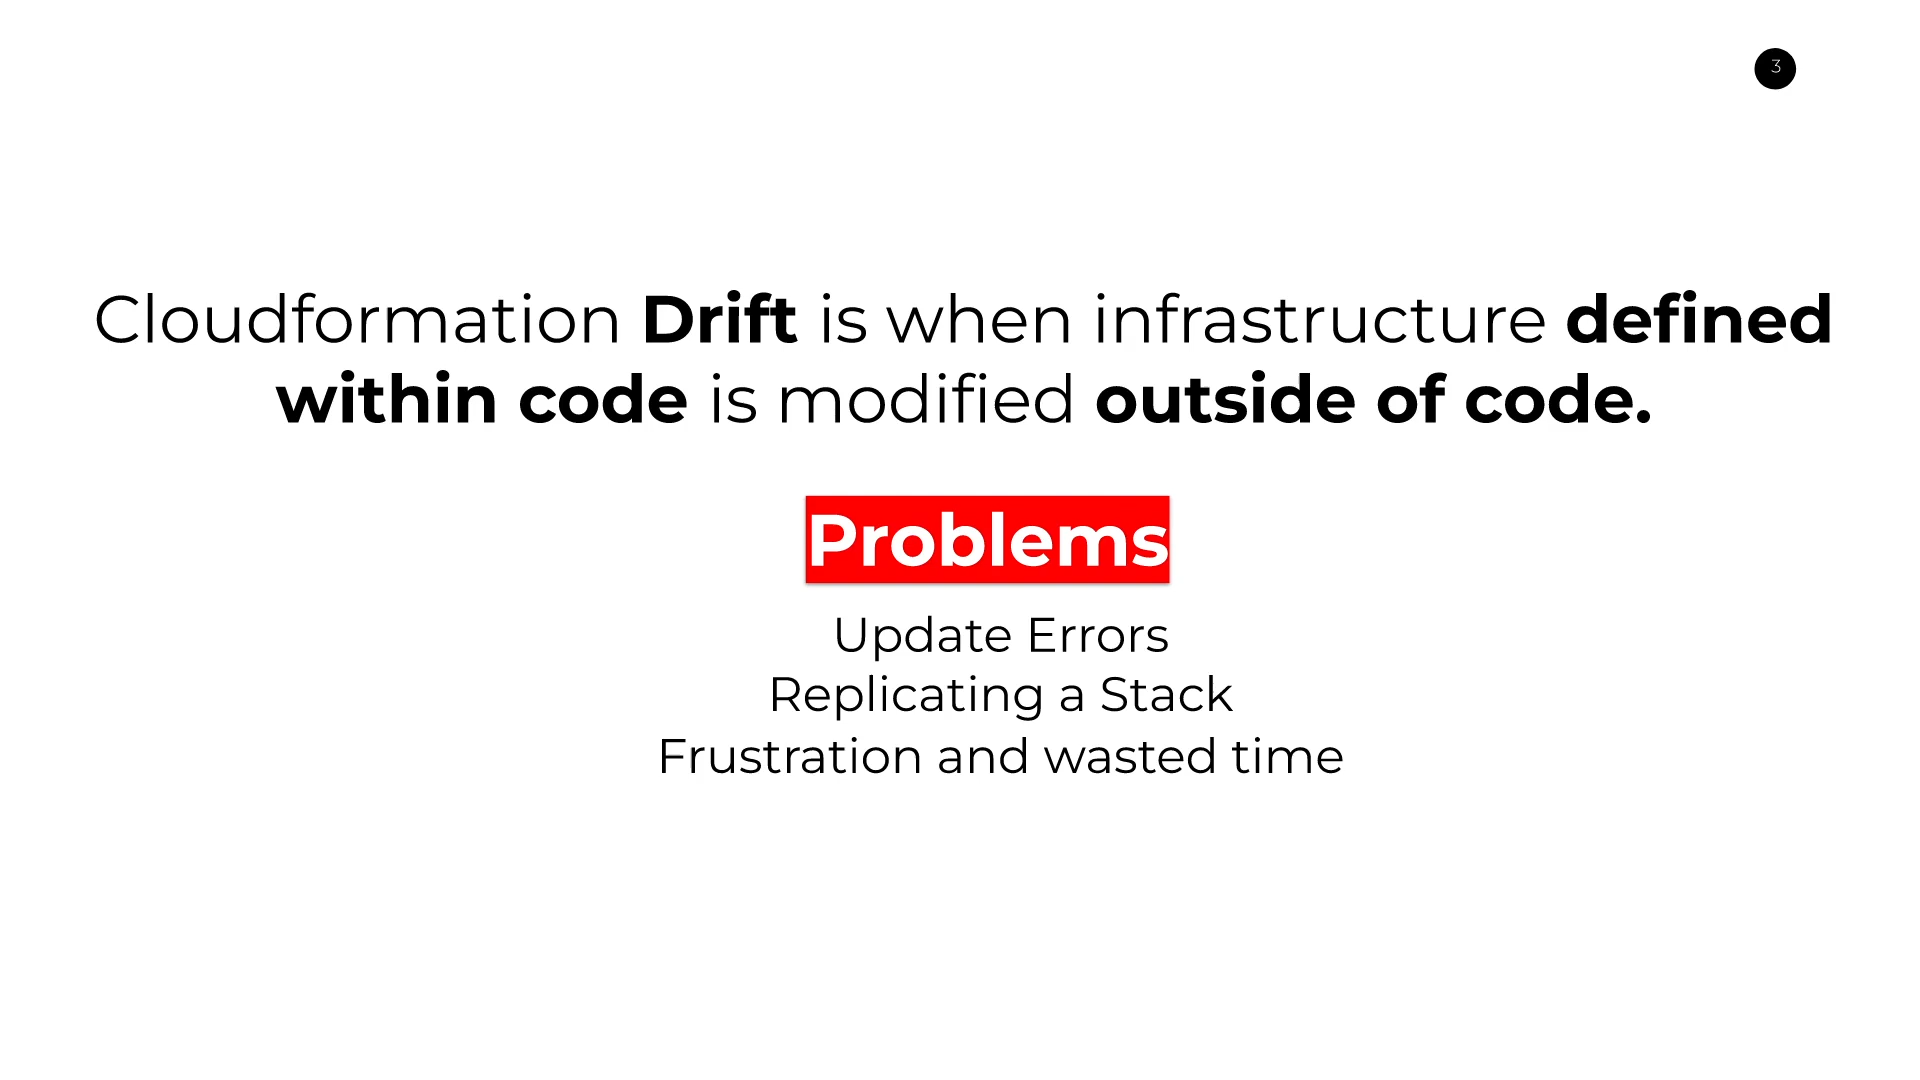 3
Cloudformation Drift is when infrastructure defined
within code is modified outside of code.
Problems
Update Errors
Replicating a Stack
Frustration and wasted time